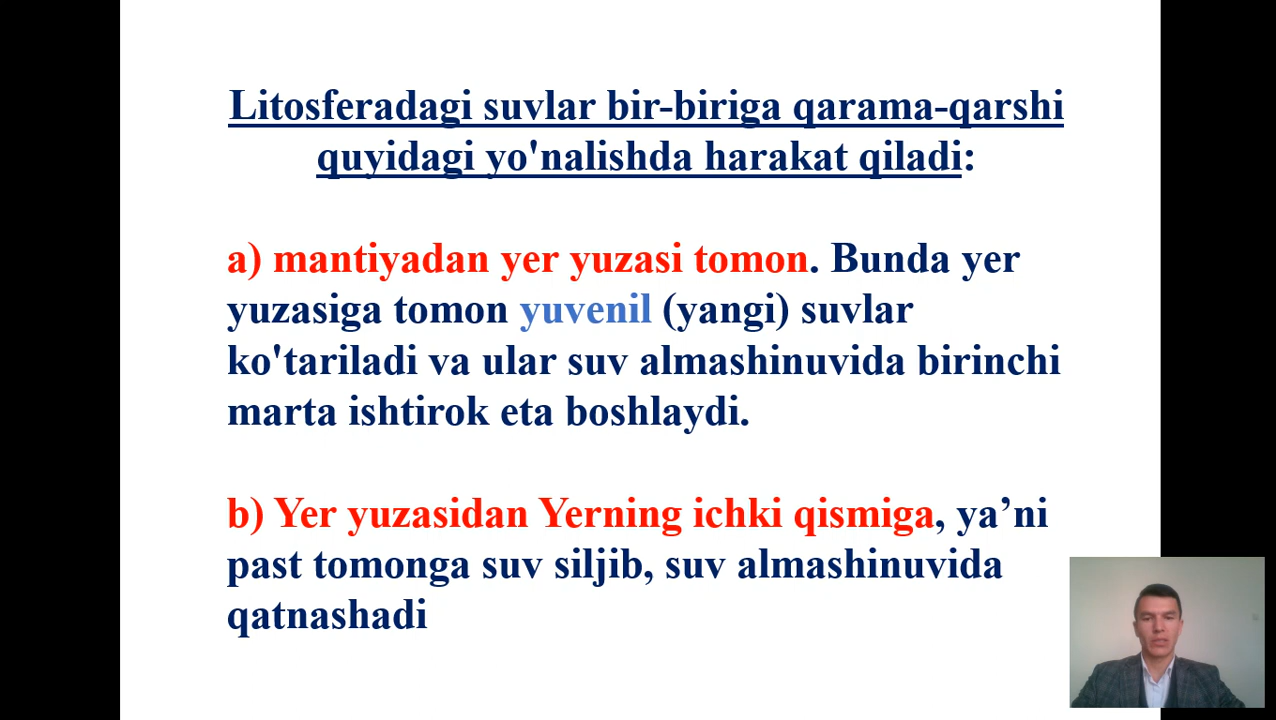 Litosferadagi suvlar bir-biriga qarama-qarshi
quyidagi yo'nalishda harakat qiladi:
a) mantiyadan yer yuzasi tomon. Bunda yer
yuzasiga tomon yuvenil (yangi) suvlar
ko'tariladi va ular suv almashinuvida birinchi
marta ishtirok eta boshlaydi.
b) Yer yuzasidan Yerning ichki qismiga, ya’ni
past tomonga suv siljib, suv almashinuvida
qatnashadi